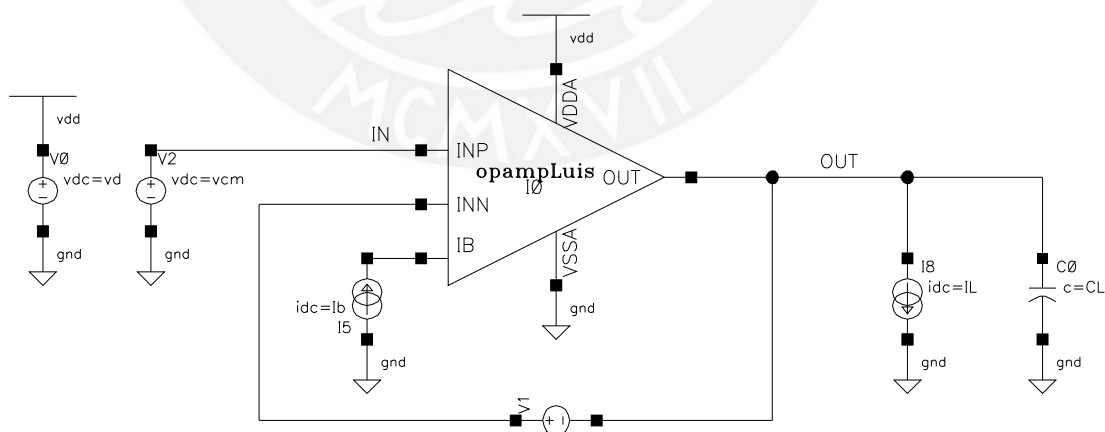 MCMXVII
vdd
VDDA
vdd
V0
vdc=vd
gnd
V2
vdc=vcm
gnd
IN
INP
opampLuis
I0
OUT
INN
IB
VSSA
gnd
idc=Ib
I5
gnd
OUT
I8
idc=IL
gnd
C0
c=CL
gnd
V1